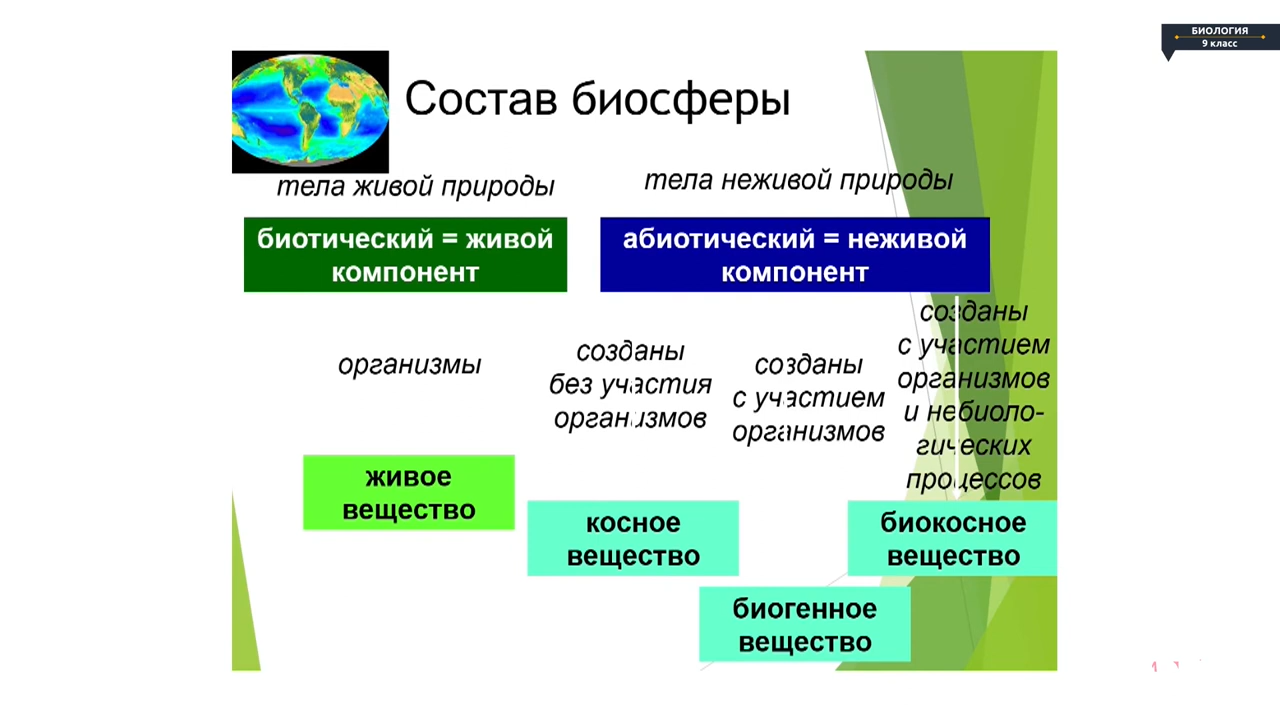 БИОЛОГИЯ
9 класс
Состав биосферы
тела живой природы
тела неживой природы
биотический = живой
компонент
абиотический = неживой
компонент
организмы
созданы
без участия
организмов
созданы
с участием
организмов
созданы
с участием
организмов
и небиоло-
гических
процессов
живое
вещество
косное
вещество
биогенное
вещество
биокосное
вещество